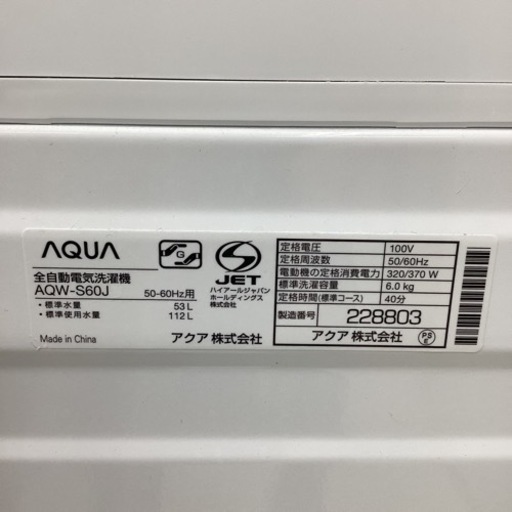 AQUA
全自動電気洗濯機
AQW-S60J 50-60Hz用
・標準水量 53 L
・標準使用水量 112 L
Made in China
G
S
JET
ハイアールジャパン
ホールディングス
株式会社
アクア 株式会社
定格電圧 100V
定格周波数 50/60Hz
電動機の定格消費電力 320/370 W
標準洗濯容量 6.0 kg
定格時間(標準コース) 40分
製造番号 228803
アクア 株式会社
PS
E